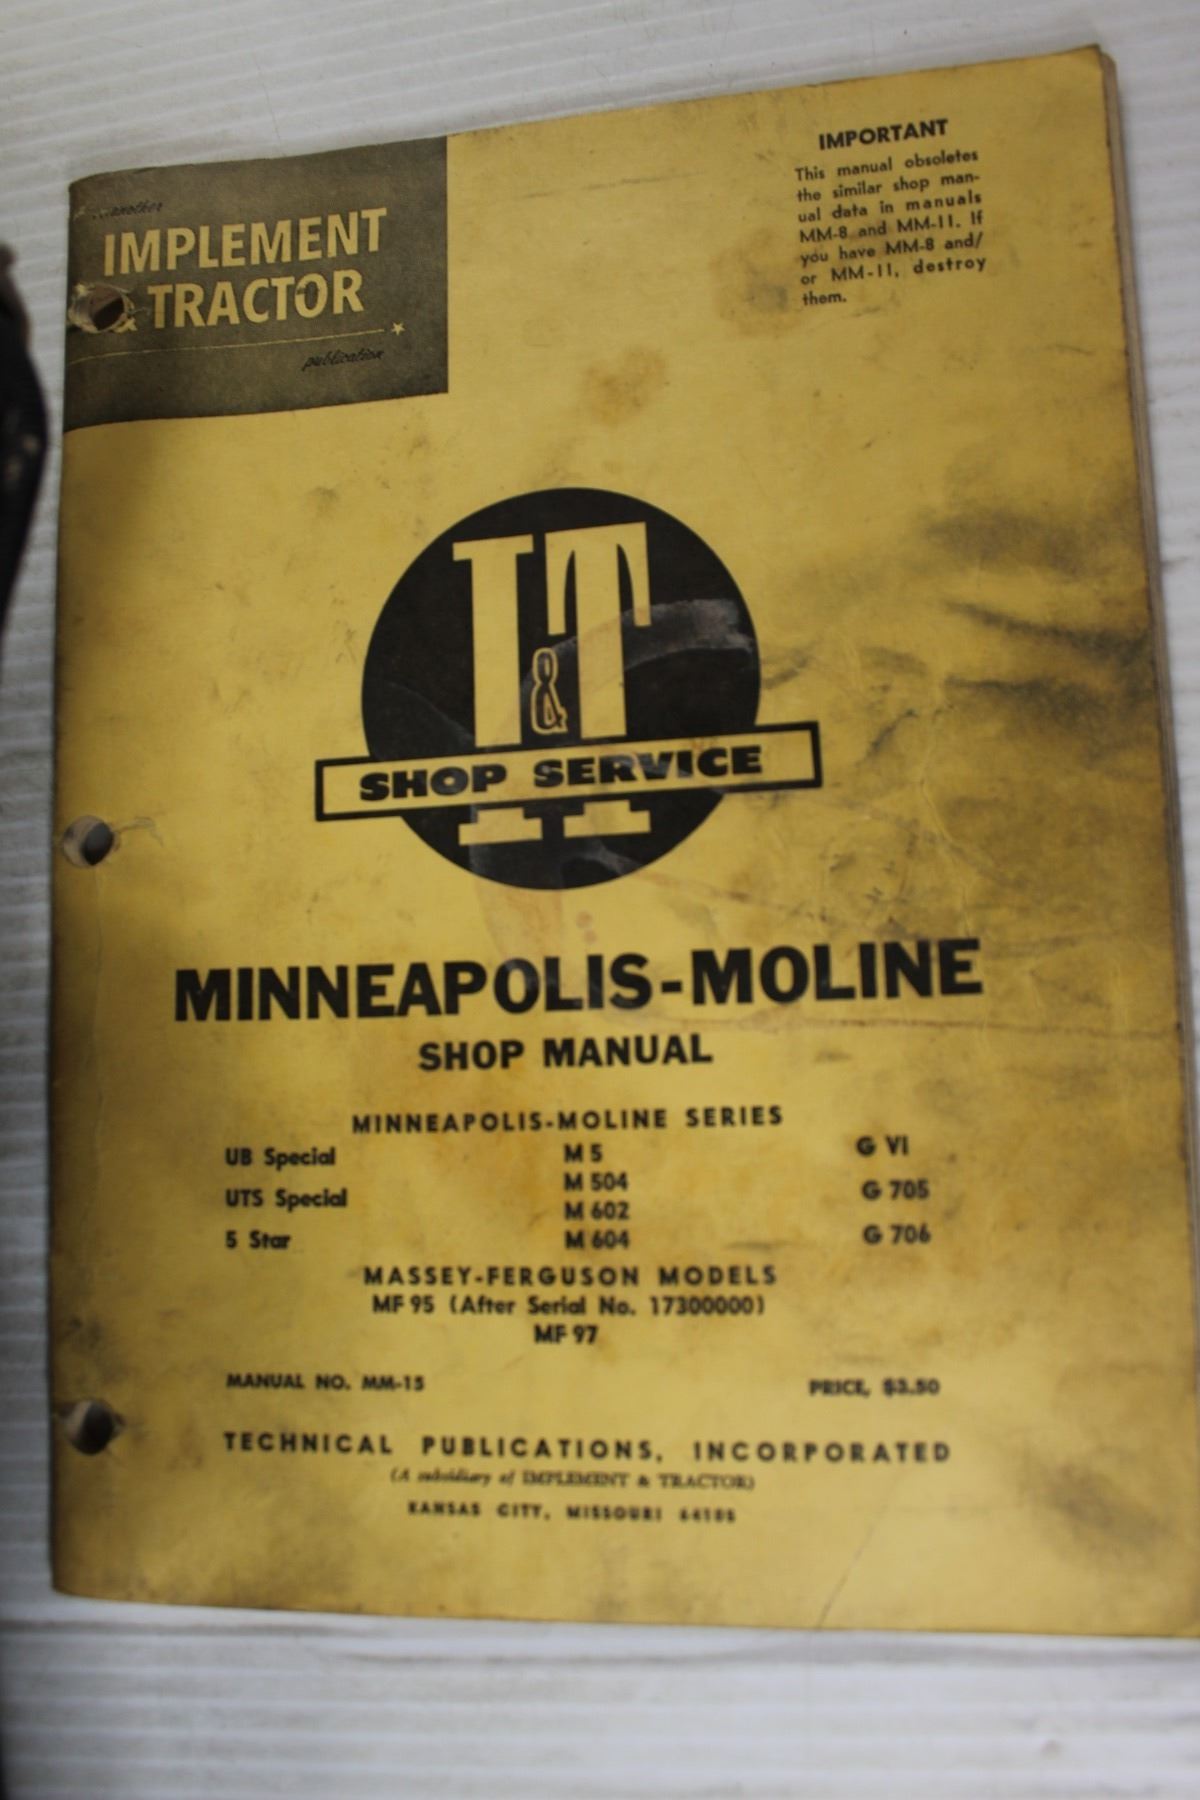 ...another
IMPLEMENT
& TRACTOR
publication
IMPORTANT
This manual obsoletes
the similar shop man-
ual data in manuals
MM-8 and MM-11. If
you have MM-8 and/
or MM-11, destroy
them.
I&T
SHOP SERVICE
MINNEAPOLIS-MOLINE
SHOP MANUAL
MINNEAPOLIS-MOLINE SERIES
UB Special M 5 G VI
M 504
UTS Special G 705
M 602
5 Star M 604 G 706
MASSEY-FERGUSON MODELS
MF 95 (After Serial No. 17300000)
MF 97
MANUAL NO. MM-15 PRICE, $3.50
TECHNICAL PUBLICATIONS, INCORPORATED
(A subsidiary of IMPLEMENT & TRACTOR)
KANSAS CITY, MISSOURI